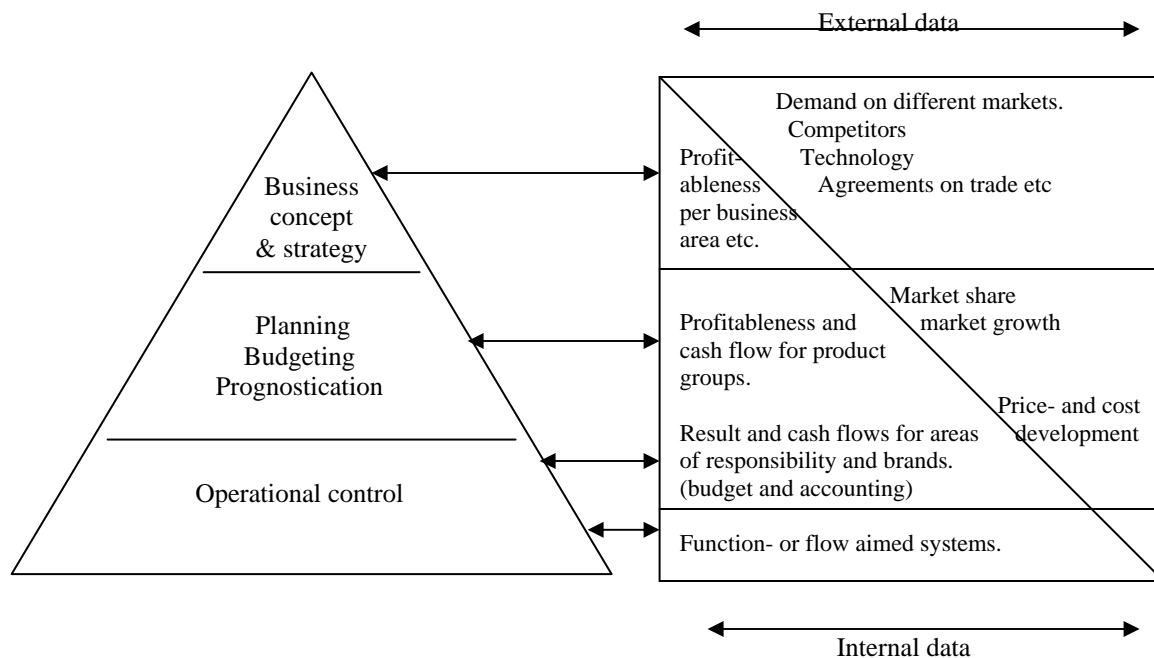 External data
Business
concept
& strategy
Planning
Budgeting
Prognostication
Operational control
Demand on different markets.
Competitors
Technology
Agreements on trade etc
Profit-
ableness
per business
area etc.
Market share
market growth
Profitableness and
cash flow for product
groups.
Price- and cost
development
Result and cash flows for areas
of responsibility and brands.
(budget and accounting)
Function- or flow aimed systems.
Internal data